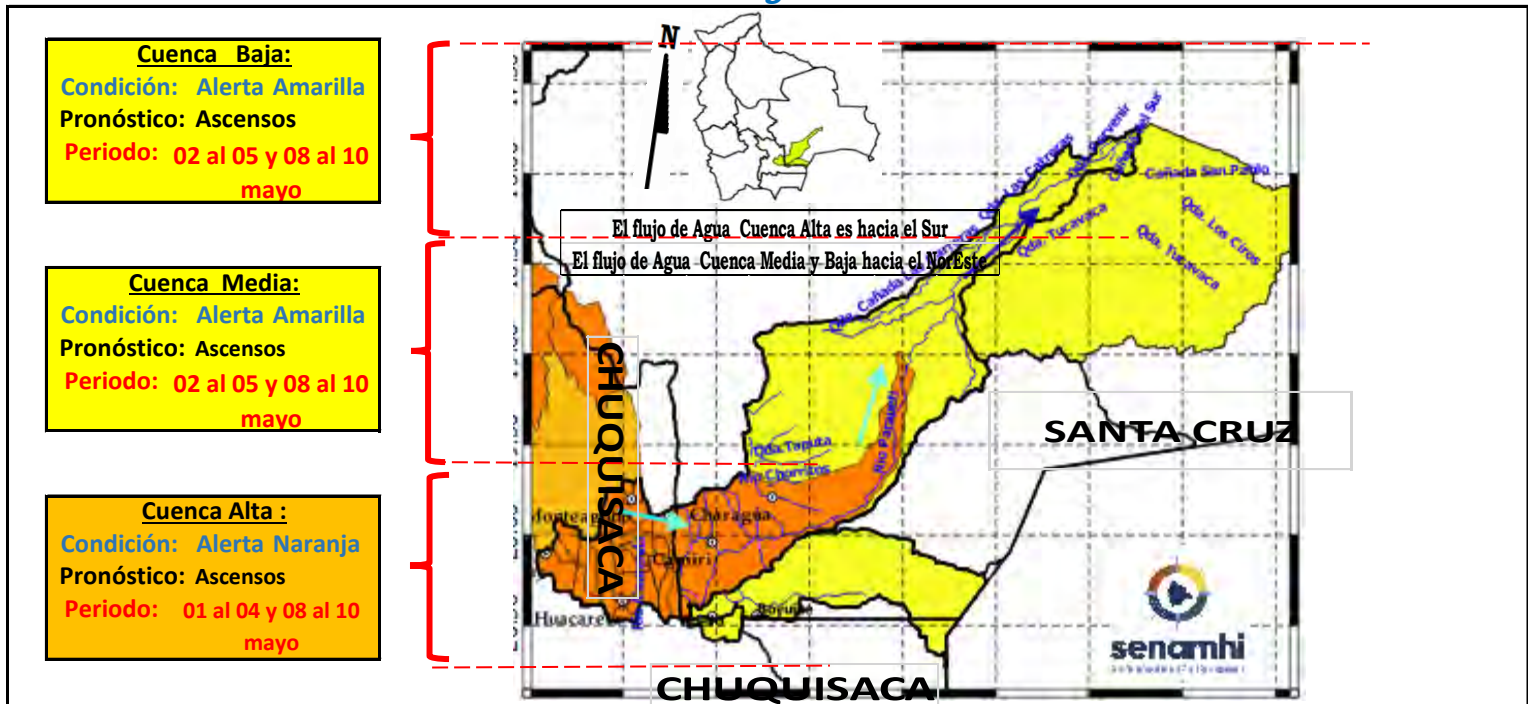 Cuenca Baja:
Condición: Alerta Amarilla
Pronóstico: Ascensos
Periodo: 02 al 05 y 08 al 10
mayo
Cuenca Media:
Condición: Alerta Amarilla
Pronóstico: Ascensos
Periodo: 02 al 05 y 08 al 10
mayo
Cuenca Alta :
Condición: Alerta Naranja
Pronóstico: Ascensos
Periodo: 01 al 04 y 08 al 10
mayo
N
El flujo de Agua Cuenca Alta es hacia el Sur
El flujo de Agua Cuenca Media y Baja hacia el NorEste
Cañada San Pablo
Qda. Los Ciros
Qda. Tucavaca
Qda. Tucavaca
CHUQUISACA
SANTA CRUZ
Qda. Taputa
Rio Chorritos
Charagua
Camiri
CHUQUISACA
senamhi